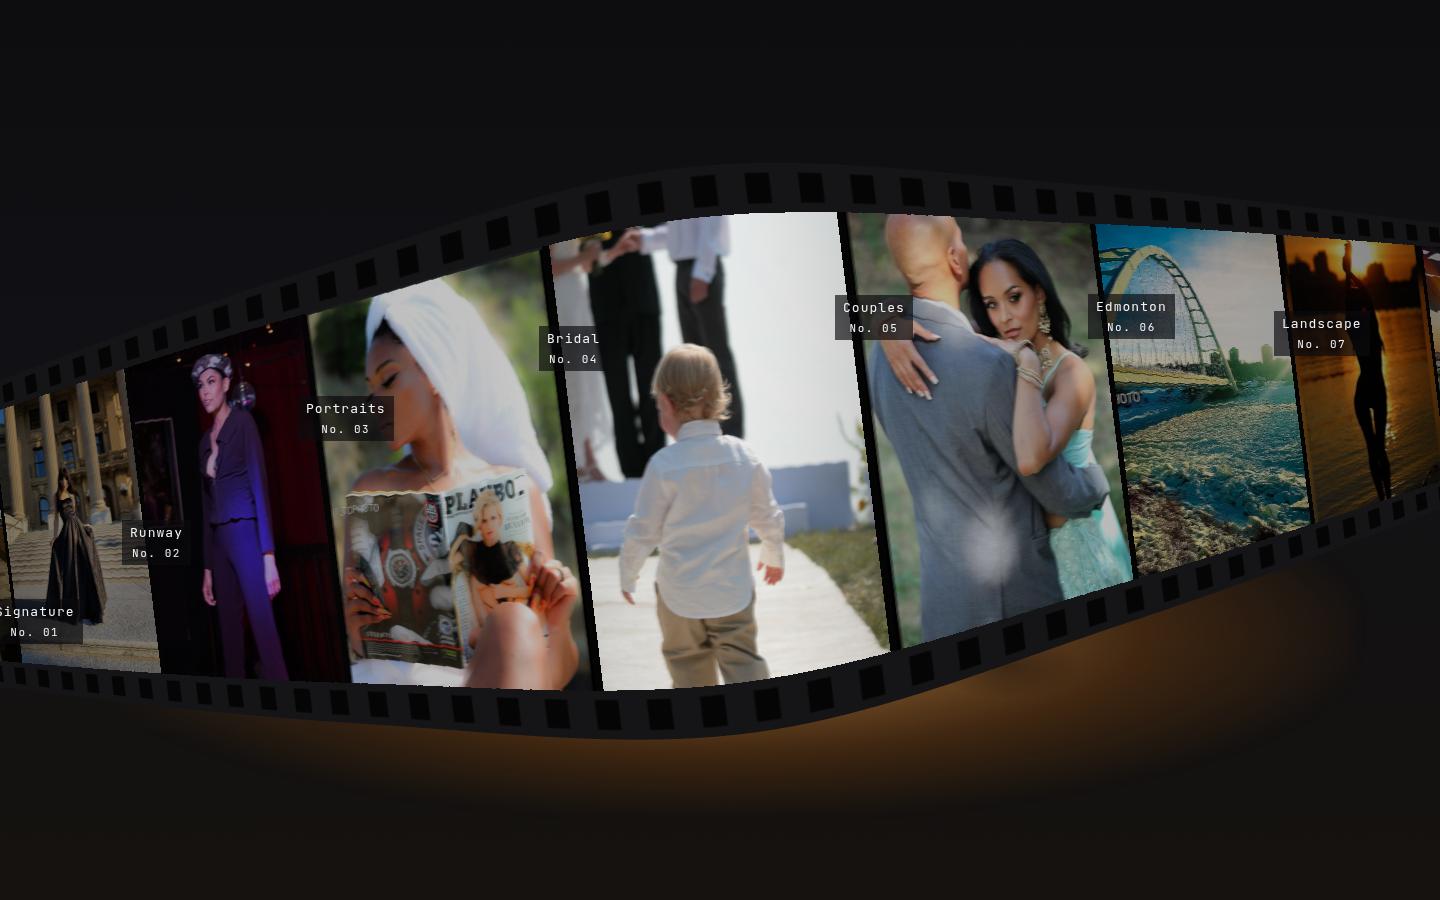 Signature
No. 01
Runway
No. 02
Portraits
No. 03
PLAYBO
Bridal
No. 04
Couples
No. 05
Edmonton
No. 06
Landscape
No. 07